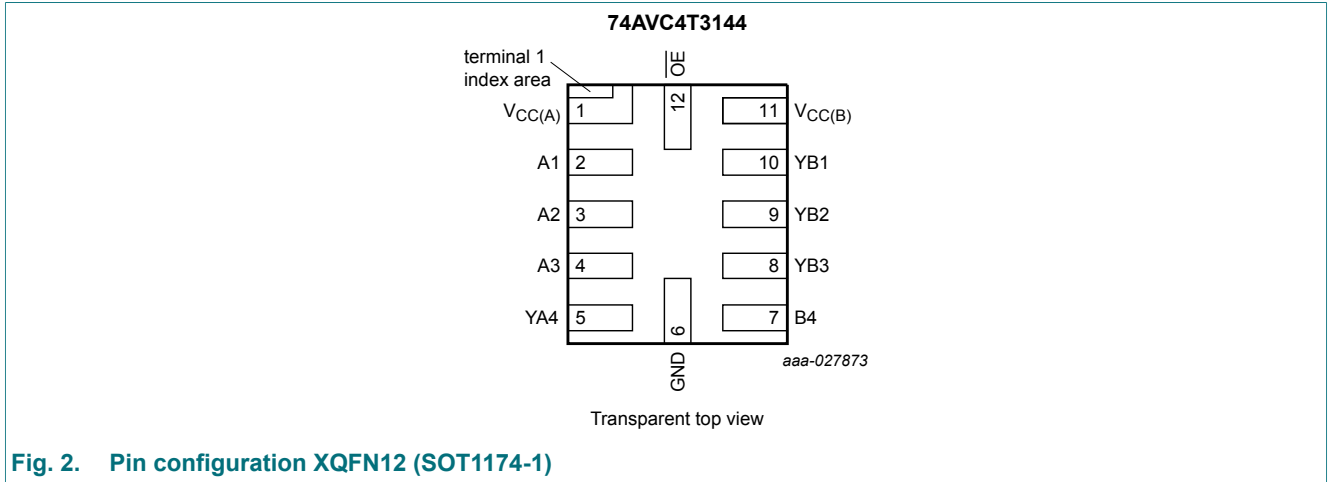 74AVC4T3144
terminal 1
index area
OE
12
VCC(A) 1
11 VCC(B)
A1 2
10 YB1
A2 3
9 YB2
A3 4
8 YB3
YA4 5
7 B4
6
GND
aaa-027873
Transparent top view
Fig. 2. Pin configuration XQFN12 (SOT1174-1)